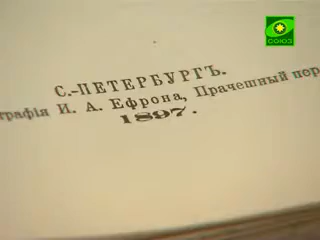 СОЮЗ
С.-ПЕТЕРБУРГЪ.
графія И. А. Ефрона, Прачешный пер
1897.